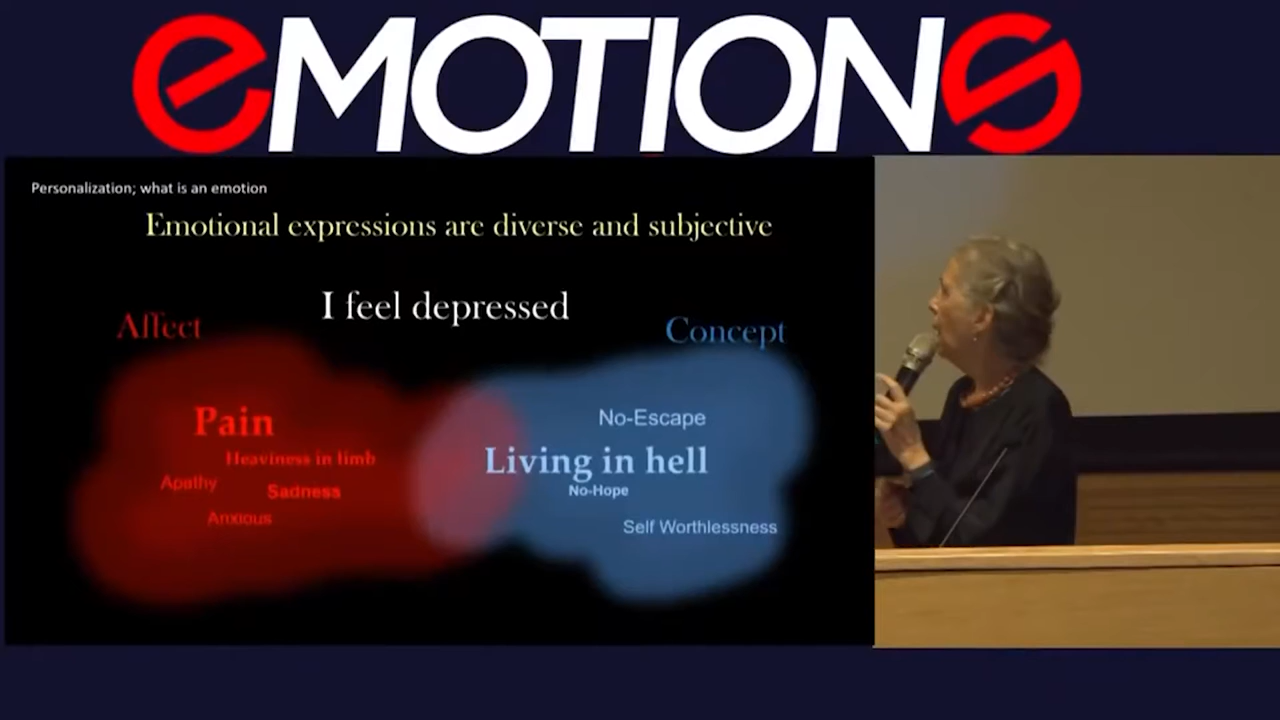 eMOTIONS
Personalization; what is an emotion
Emotional expressions are diverse and subjective
I feel depressed
Affect
Concept
Pain
Heaviness in limb
Apathy
Sadness
Anxious
No-Escape
Living in hell
No-Hope
Self Worthlessness